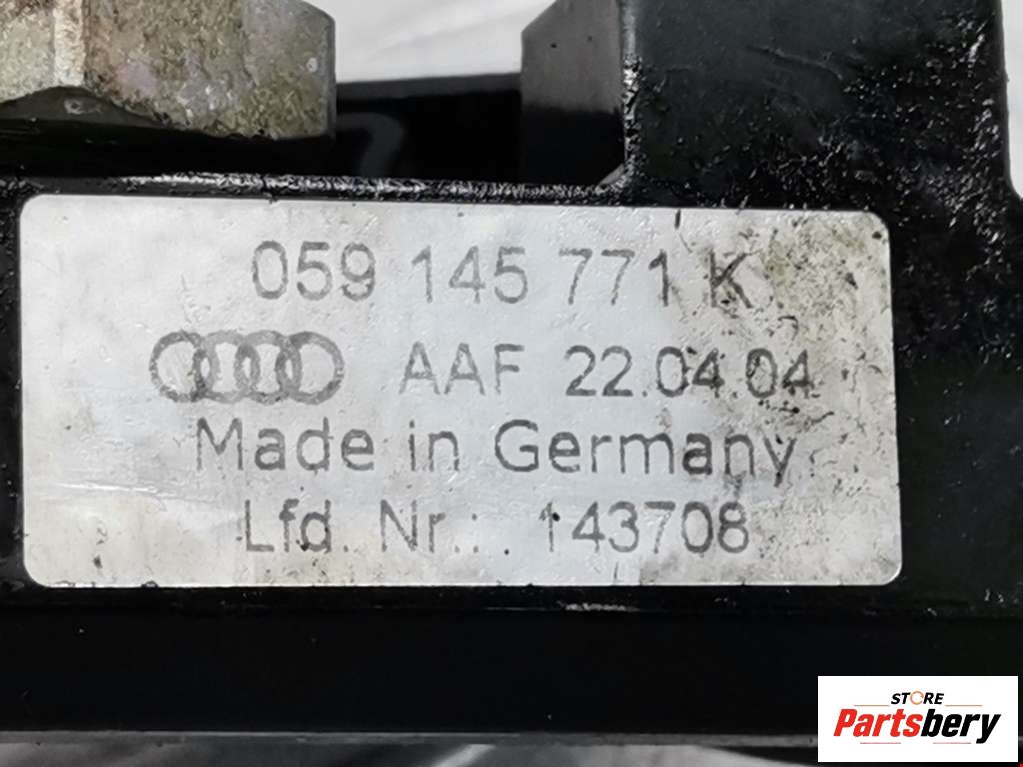 059 145 771 K
AAF 22.04.04
Made in Germany
Lfd. Nr.: 143708
STORE
Partsbery